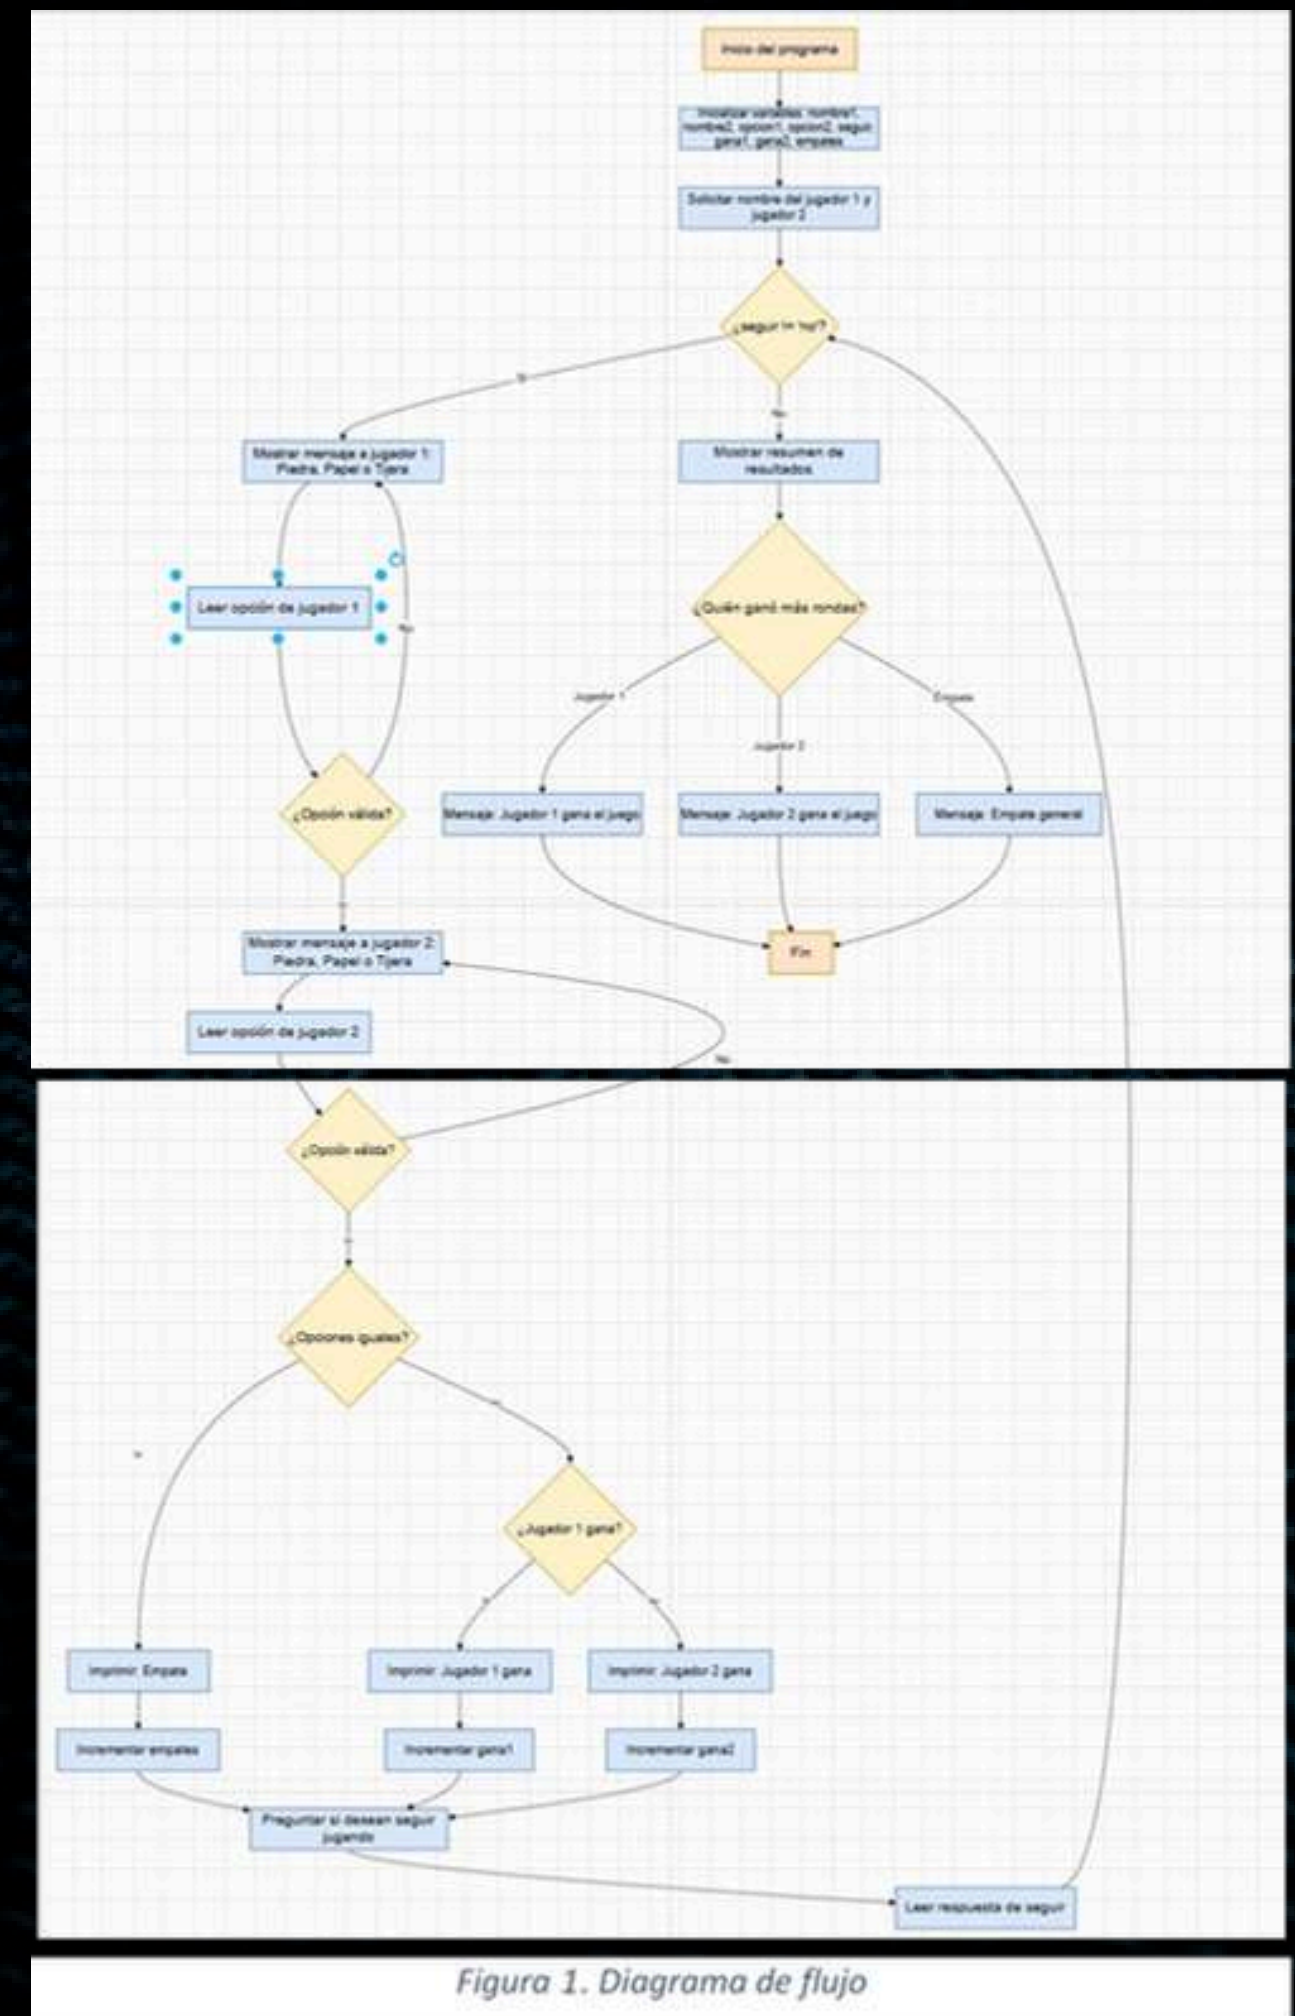 Inicio del programa
Inicializar variables: nombre1,
nombre2, opcion1, opcion2, seguir,
gana1, gana2, empates
Solicitar nombre del jugador 1 y
jugador 2
¿seguir != 'no'?
No
Mostrar mensaje a jugador 1:
Piedra, Papel o Tijera
Mostrar resumen de
resultados
Leer opción de jugador 1
No
¿Quién ganó más rondas?
Jugador 1
Jugador 2
Empate
¿Opción válida?
Mensaje: Jugador 1 gana el juego
Mensaje: Jugador 2 gana el juego
Mensaje: Empate general
Mostrar mensaje a jugador 2:
Piedra, Papel o Tijera
Fin
Leer opción de jugador 2
No
¿Opción válida?
¿Opciones iguales?
¿Jugador 1 gana?
Imprimir: Empate
Imprimir: Jugador 1 gana
Imprimir: Jugador 2 gana
Incrementar empates
Incrementar gana1
Incrementar gana2
Preguntar si desean seguir
jugando
Leer respuesta de seguir
Figura 1. Diagrama de flujo